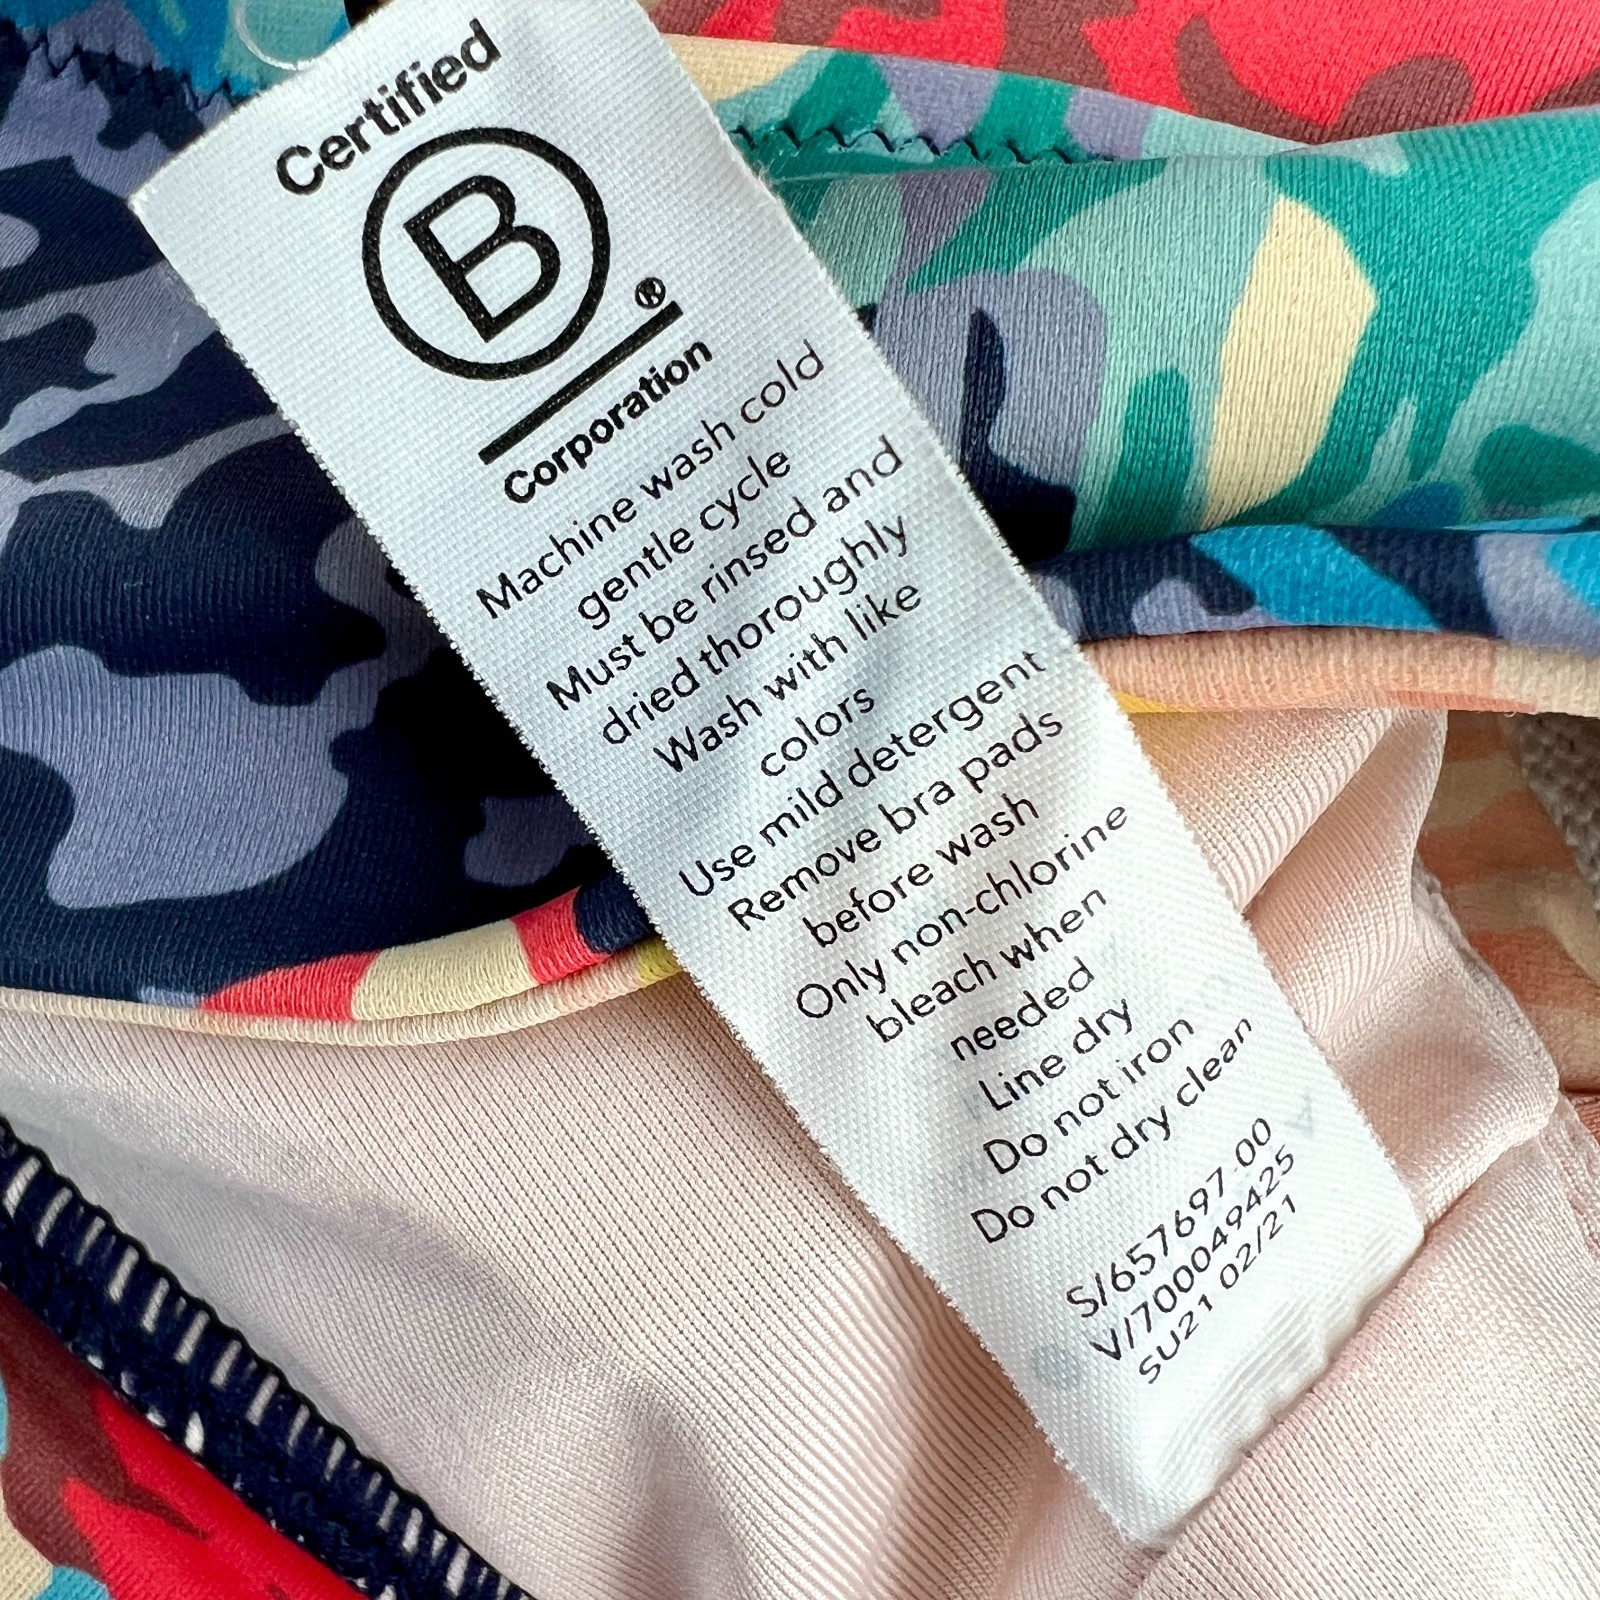 Certified
B
®
Corporation
Machine wash cold
gentle cycle
Must be rinsed and
dried thoroughly
Wash with like
colors
Use mild detergent
Remove bra pads
before wash
Only non-chlorine
bleach when
needed
Line dry
Do not iron
Do not dry clean
S/657697-00
V/700049425
SU21 02/21